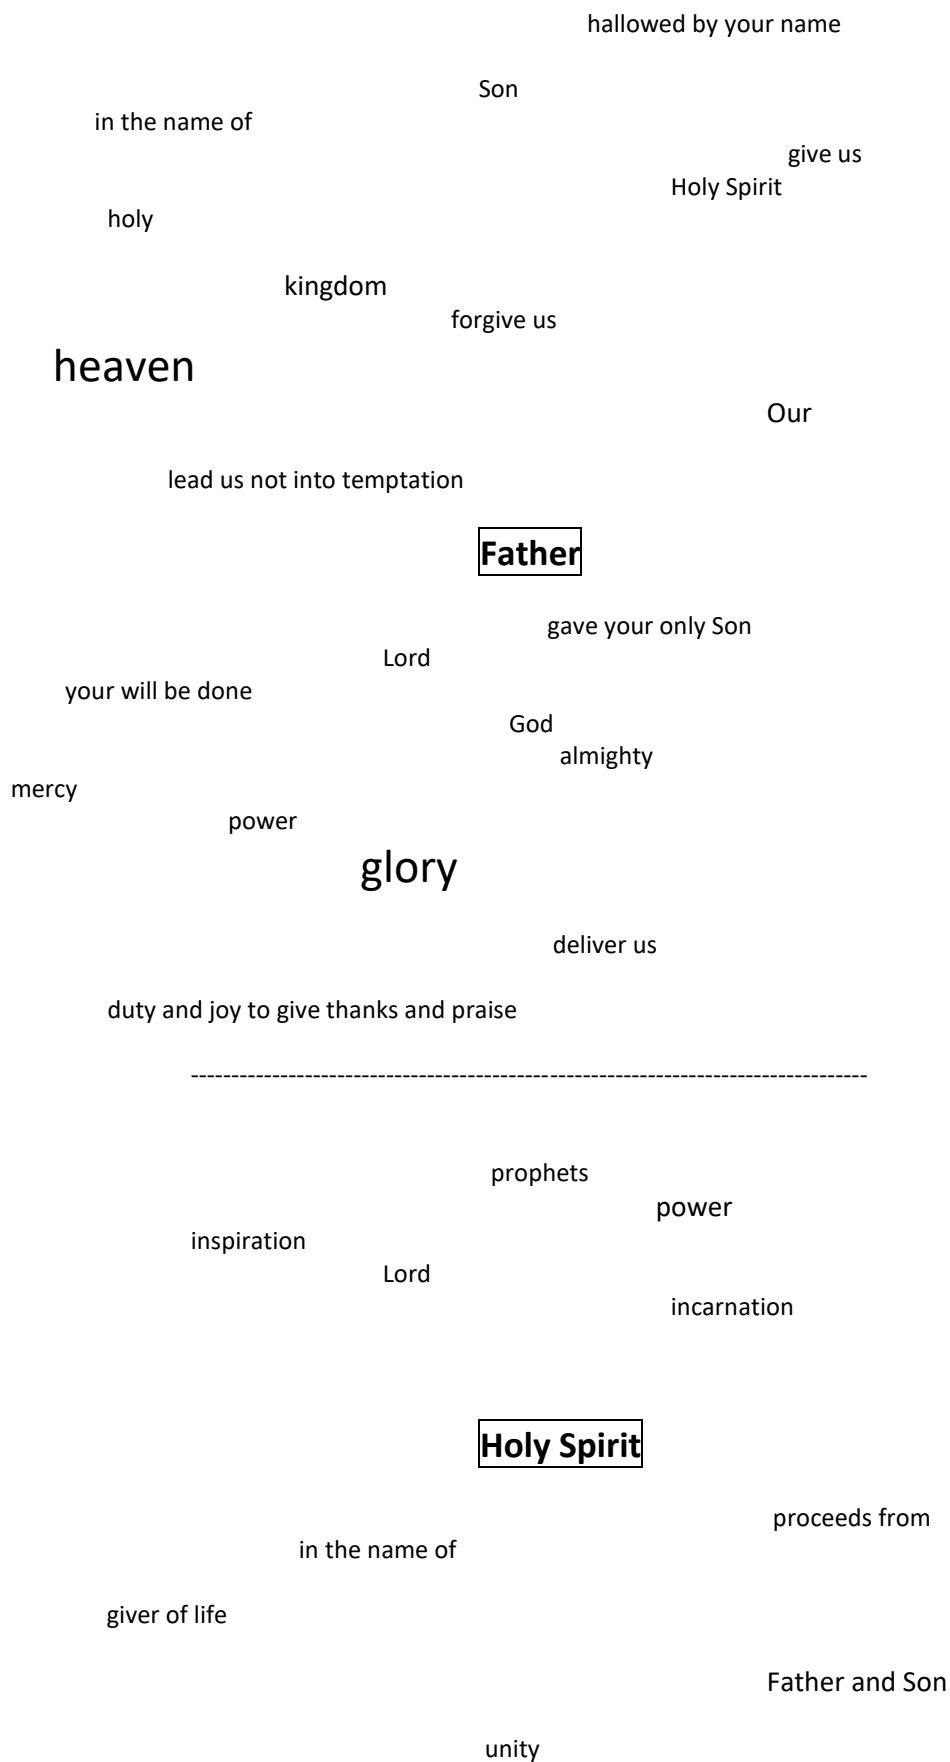 hallowed by your name
Son
in the name of
give us
Holy Spirit
holy
kingdom
forgive us
heaven
Our
lead us not into temptation
Father
gave your only Son
Lord
your will be done
God
almighty
mercy
power
glory
deliver us
duty and joy to give thanks and praise
-----------------------------------------------------------------------------------
prophets
power
inspiration
Lord
incarnation
Holy Spirit
proceeds from
in the name of
giver of life
Father and Son
unity